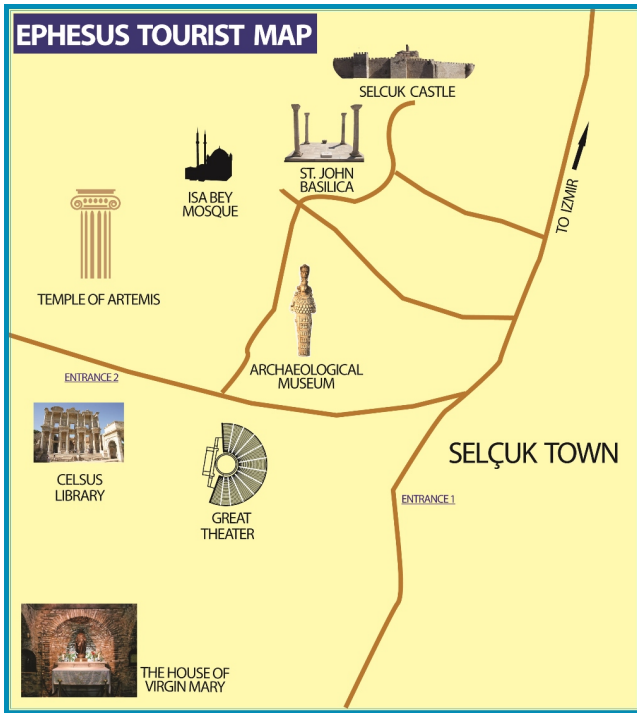 EPHESUS TOURIST MAP
SELCUK CASTLE
ST. JOHN
BASILICA
ISA BEY
MOSQUE
TO IZMIR
TEMPLE OF ARTEMIS
ARCHAEOLOGICAL
MUSEUM
ENTRANCE 2
SELÇUK TOWN
CELSUS
LIBRARY
ENTRANCE 1
GREAT
THEATER
THE HOUSE OF
VIRGIN MARY